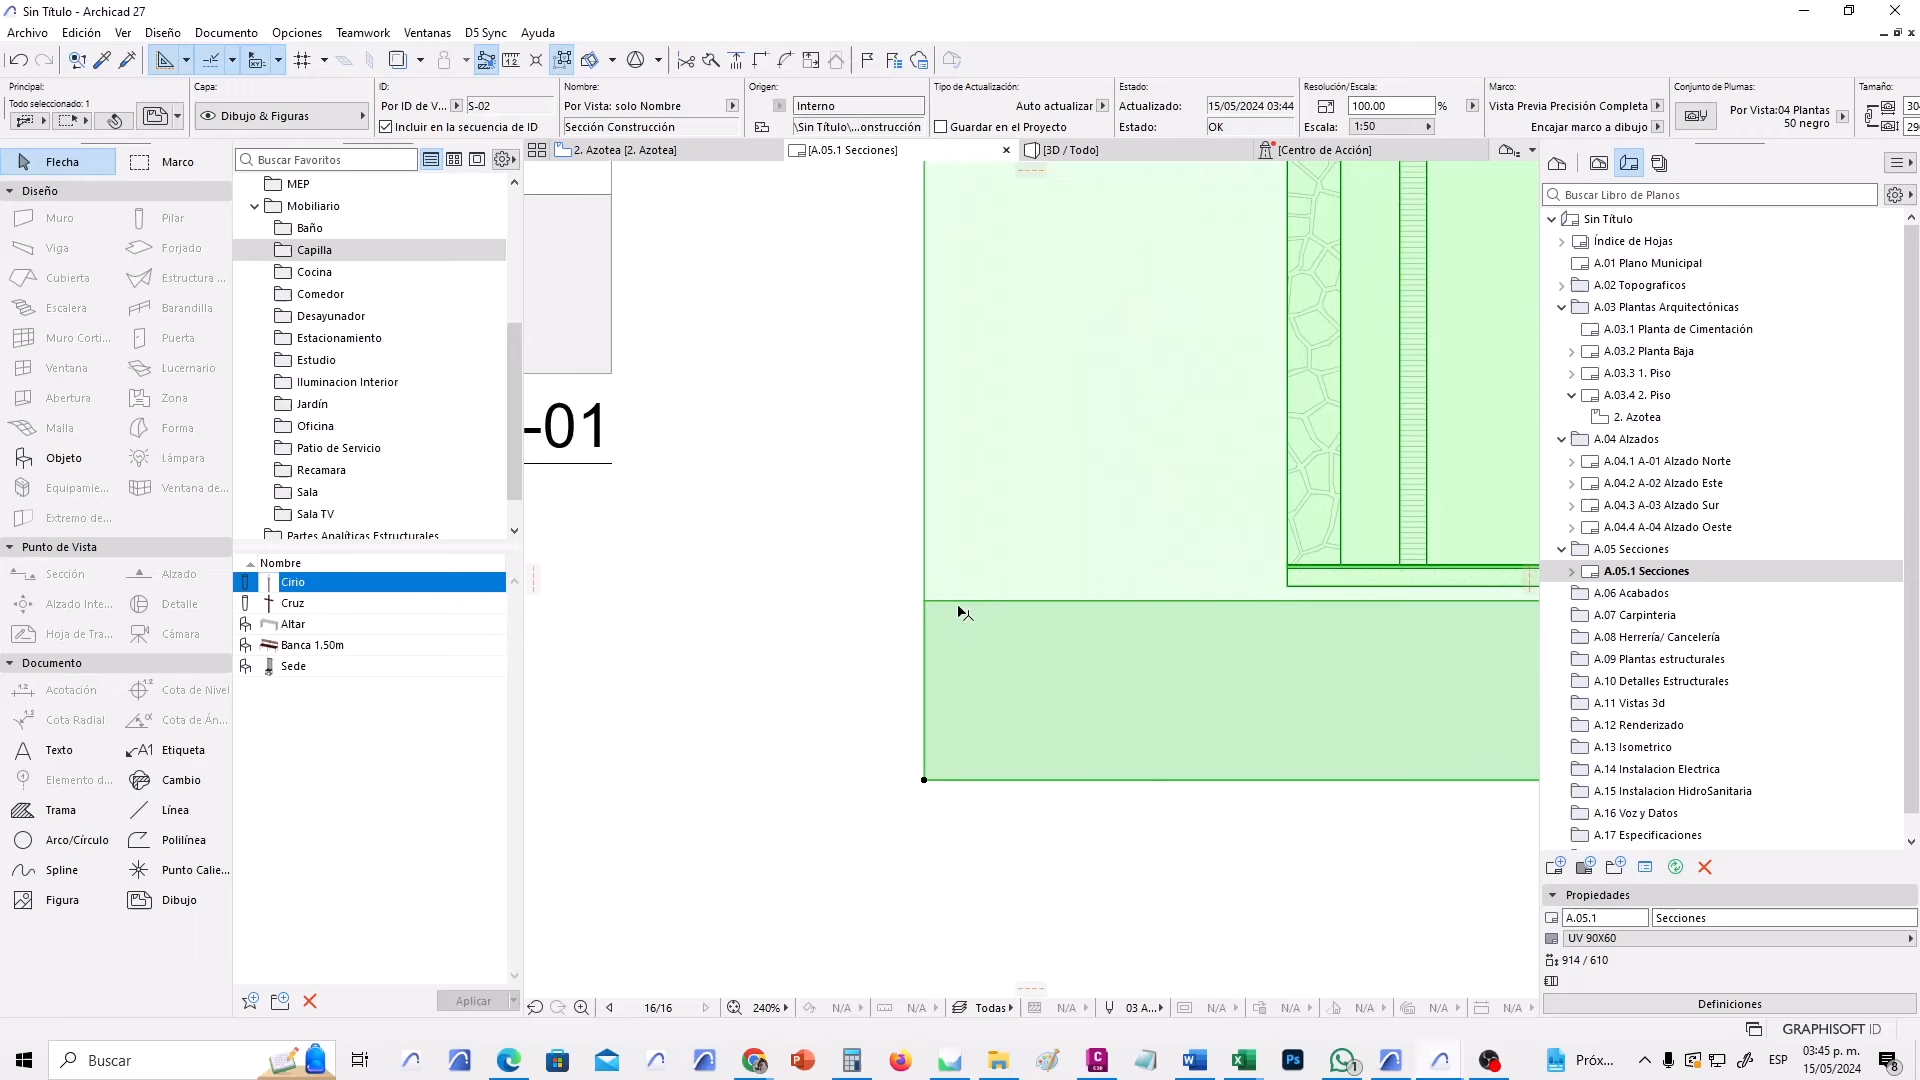 Sin Título - Archicad 27
Archivo Edición Ver Diseño Documento Opciones Teamwork Ventanas D5 Sync Ayuda
Principal:
Todo seleccionado: 1
Capa:
Dibujo & Figuras
ID:
Por ID de V... S-02
Incluir en la secuencia de ID
Nombre:
Por Vista: solo Nombre
Sección Construcción
Origen:
Interno
\Sin Título\...onstrucción
Tipo de Actualización:
Auto actualizar
Guardar en el Proyecto
Estado:
Actualizado: 15/05/2024 03:44
Estado: OK
Resolución/Escala:
100.00 %
Escala: 1:50
Marco:
Vista Previa Precisión Completa
Encajar marco a dibujo
Conjunto de Plumas:
Por Vista:04 Plantas
50 negro
Tamaño:
30
29
Flecha Marco
Diseño
Muro Pilar
Viga Forjado
Cubierta Estructura ...
Escalera Barandilla
Muro Corti... Puerta
Ventana Lucernario
Abertura Zona
Malla Forma
Objeto Lámpara
Equipamie... Ventana de...
Extremo de...
Punto de Vista
Sección Alzado
Alzado Inte... Detalle
Hoja de Tra... Cámara
Documento
Acotación Cota de Nivel
Cota Radial Cota de Án...
Texto Etiqueta
Elemento d... Cambio
Trama Línea
Arco/Círculo Polilínea
Spline Punto Calie...
Figura Dibujo
Buscar Favoritos
MEP
Mobiliario
Baño
Capilla
Cocina
Comedor
Desayunador
Estacionamiento
Estudio
Iluminacion Interior
Jardín
Oficina
Patio de Servicio
Recamara
Sala
Sala TV
Partes Analíticas Estructurales
Nombre
Cirio
Cruz
Altar
Banca 1.50m
Sede
Aplicar
2. Azotea [2. Azotea]
[A.05.1 Secciones]
[3D / Todo]
[Centro de Acción]
-01
16/16 240% N/A N/A Todas N/A 03 A... N/A N/A N/A N/A N/A
Buscar Libro de Planos
Sin Título
Índice de Hojas
A.01 Plano Municipal
A.02 Topograficos
A.03 Plantas Arquitectónicas
A.03.1 Planta de Cimentación
A.03.2 Planta Baja
A.03.3 1. Piso
A.03.4 2. Piso
2. Azotea
A.04 Alzados
A.04.1 A-01 Alzado Norte
A.04.2 A-02 Alzado Este
A.04.3 A-03 Alzado Sur
A.04.4 A-04 Alzado Oeste
A.05 Secciones
A.05.1 Secciones
A.06 Acabados
A.07 Carpinteria
A.08 Herrería/ Cancelería
A.09 Plantas estructurales
A.10 Detalles Estructurales
A.11 Vistas 3d
A.12 Renderizado
A.13 Isometrico
A.14 Instalacion Electrica
A.15 Instalacion HidroSanitaria
A.16 Voz y Datos
A.17 Especificaciones
Propiedades
A.05.1 Secciones
UV 90X60
914 / 610
Definiciones
GRAPHISOFT ID
Buscar
Próx...
ESP
03:45 p. m.
15/05/2024
8